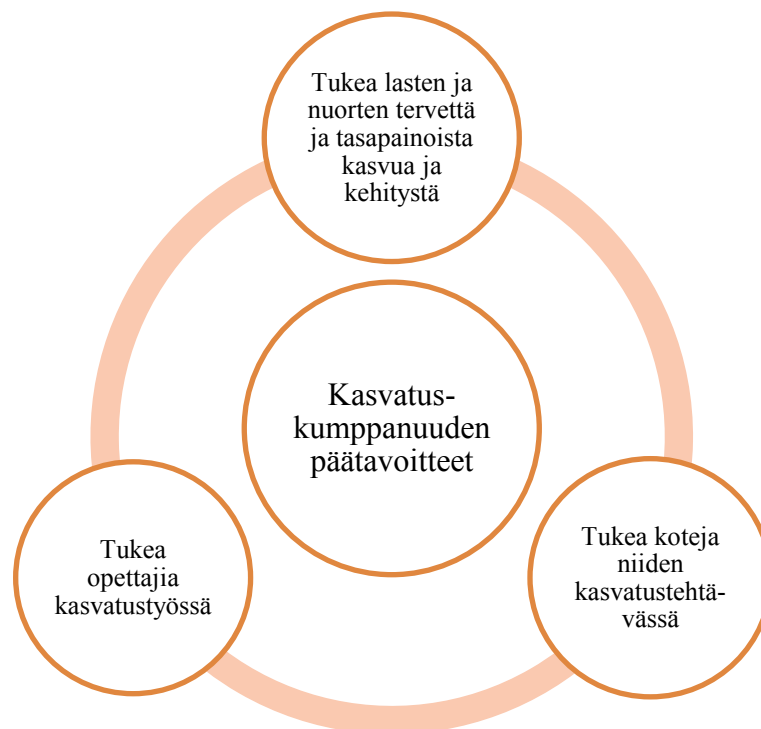 Tukea lasten ja
nuorten tervettä
ja tasapainoista
kasvua ja
kehitystä
Kasvatus-
kumppanuuden
päätavoitteet
Tukea
opettajia
kasvatustyössä
Tukea koteja
niiden
kasvatustehtä-
vässä